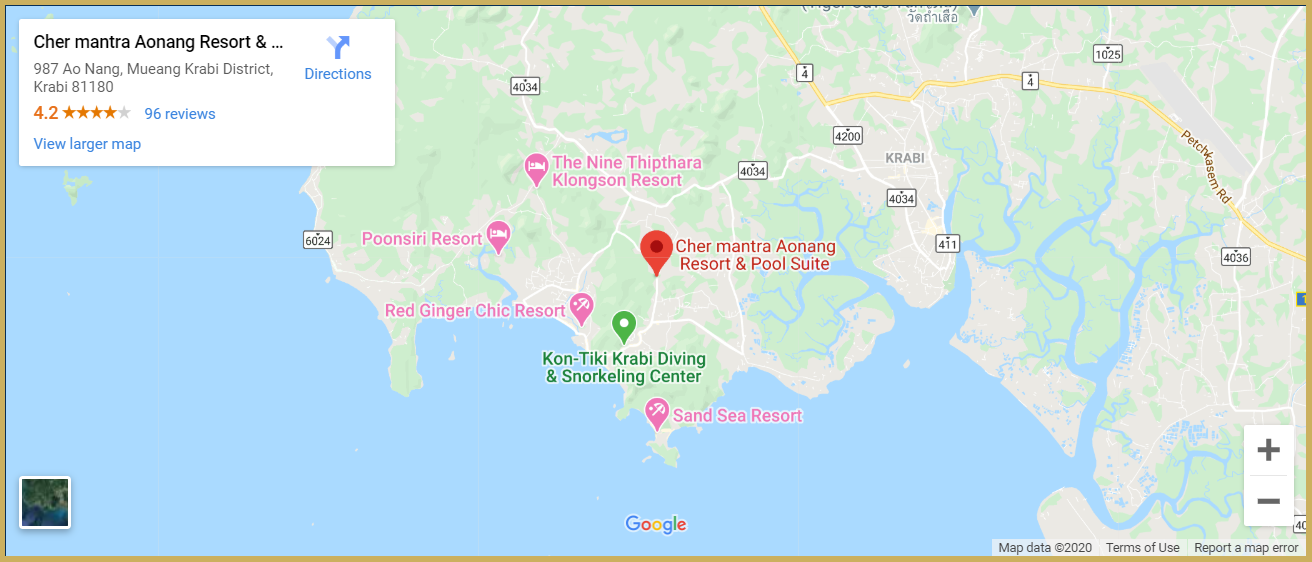 (Tiger Cave Temple)
วัดถ้ำเสือ
Cher mantra Aonang Resort & ...
987 Ao Nang, Mueang Krabi District,
Krabi 81180
4.2
96 reviews
View larger map
Directions
4034
4
1025
4
4200
KRABI
Petchkasem Rd
The Nine Thipthara
Klongson Resort
4034
4034
6024
Poonsiri Resort
Cher mantra Aonang
Resort & Pool Suite
411
4036
Red Ginger Chic Resort
Kon-Tiki Krabi Diving
& Snorkeling Center
Sand Sea Resort
+
−
Google
Map data ©2020
Terms of Use
Report a map error